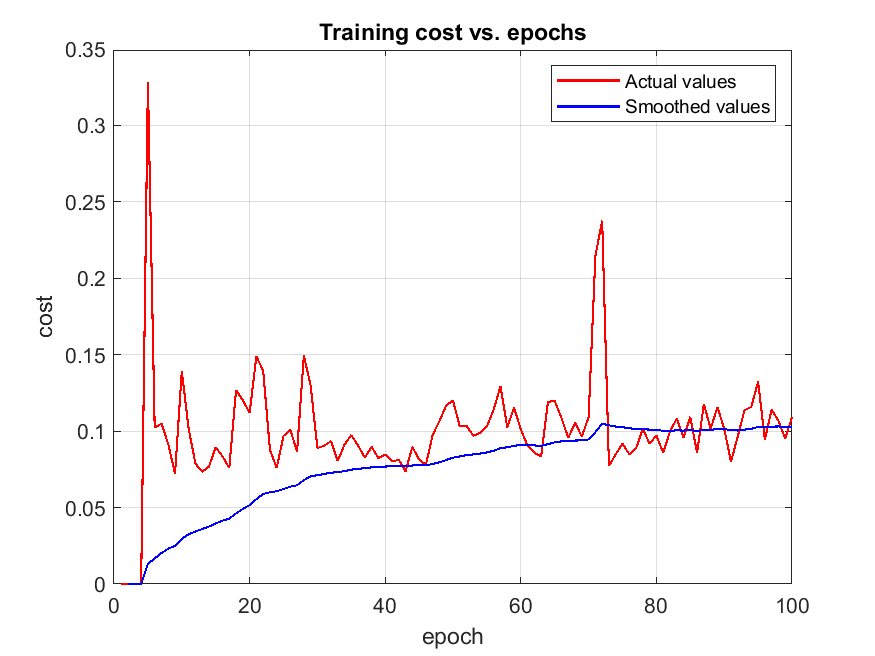 Training cost vs. epochs
0.35
0.3
0.25
0.2
0.15
0.1
0.05
0
cost
Actual values
Smoothed values
0 20 40 60 80 100
epoch